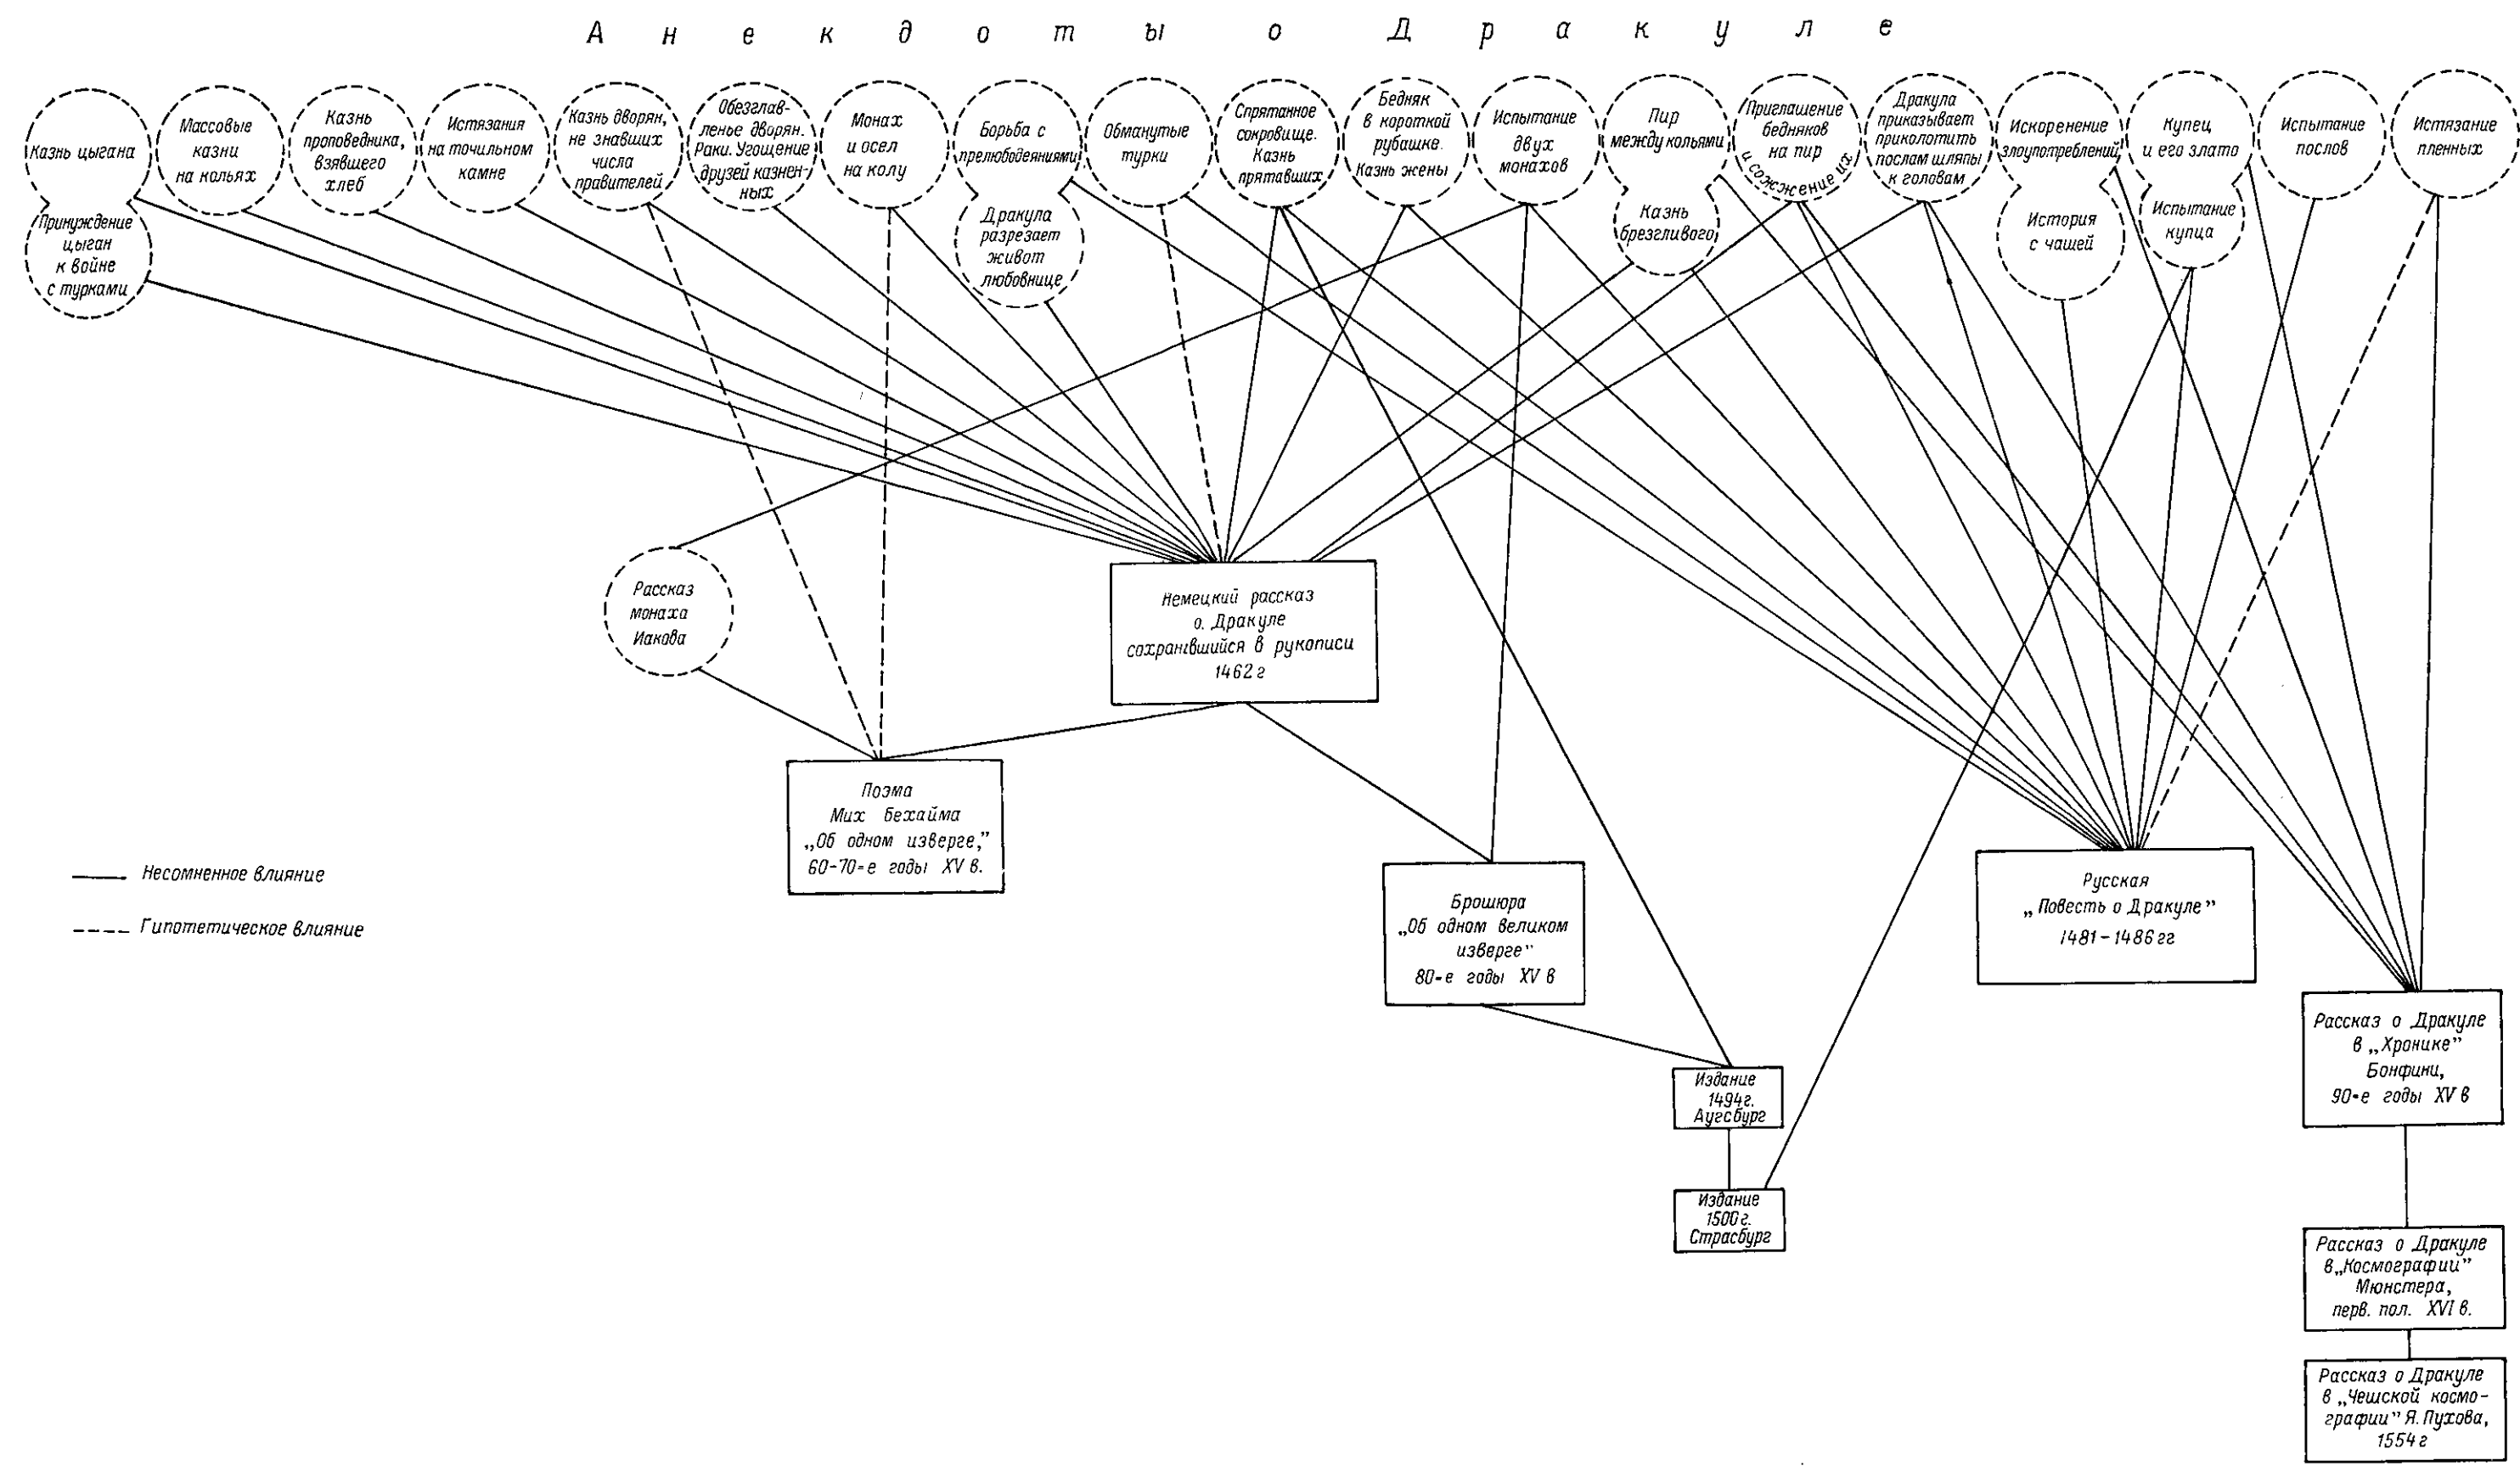 Анекдоты о Дракуле
Казнь цыгана
Принуждение
цыган
к войне
с турками
Массовые
казни
на кольях
Казнь
проповедника,
взявшего
хлеб
Истязания
на точильном
камне
Казнь дворян,
не знавших
числа
правителей
Обезглав-
ленье дворян.
Раки. Угощение
друзей казнен-
ных
Монах
и осел
на колу
Борьба с
прелюбодеяниями
Дракула
разрезает
живот
любовнице
Обманутые
турки
Спрятанное
сокровище.
Казнь
прятавших
Бедняк
в короткой
рубашке.
Казнь жены
Испытание
двух
монахов
Пир
между кольями
Казнь
брезгливого
Приглашение
бедняков
на пир
и сожжение их
Дракула
приказывает
приколотить
послам шляпы
к головам
Искоренение
злоупотреблений
История
с чашей
Купец
и его злато
Испытание
купца
Испытание
послов
Истязание
пленных
Рассказ
монаха
Иакова
Немецкий рассказ
о. Дракуле
сохранившийся в рукописи
1462 г
Поэма
Мих Бехайма
„Об одном изверге,”
60-70-е годы XV в.
Несомненное влияние
Гипотетическое влияние
Брошюра
„Об одном великом
изверге”
80-е годы XV в
Русская
„Повесть о Дракуле”
1481-1486 гг
Издание
1494г.
Аугсбург
Издание
1500г.
Страсбург
Рассказ о Дракуле
в „Хронике”
Бонфини,
90-е годы XV в
Рассказ о Дракуле
в „Космографии”
Мюнстера,
перв. пол. XVI в.
Рассказ о Дракуле
в „Чешской космо-
графии” Я. Пухова,
1554 г